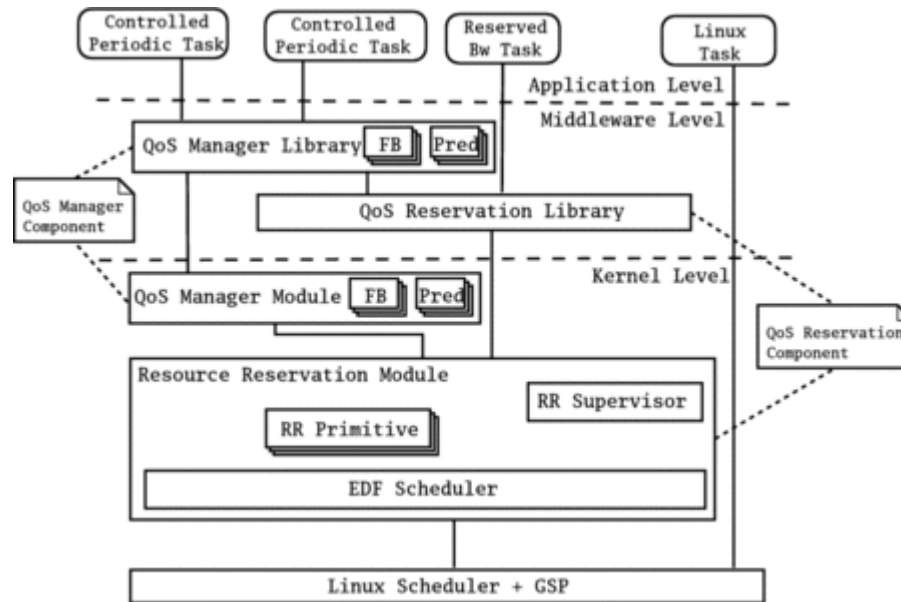 Controlled
Periodic Task
Controlled
Periodic Task
Reserved
Bw Task
Linux
Task
Application Level
Middleware Level
QoS Manager Library
FB
Pred
QoS Manager
Component
QoS Reservation Library
Kernel Level
QoS Manager Module
FB
Pred
QoS Reservation
Component
Resource Reservation Module
RR Supervisor
RR Primitive
EDF Scheduler
Linux Scheduler + GSP